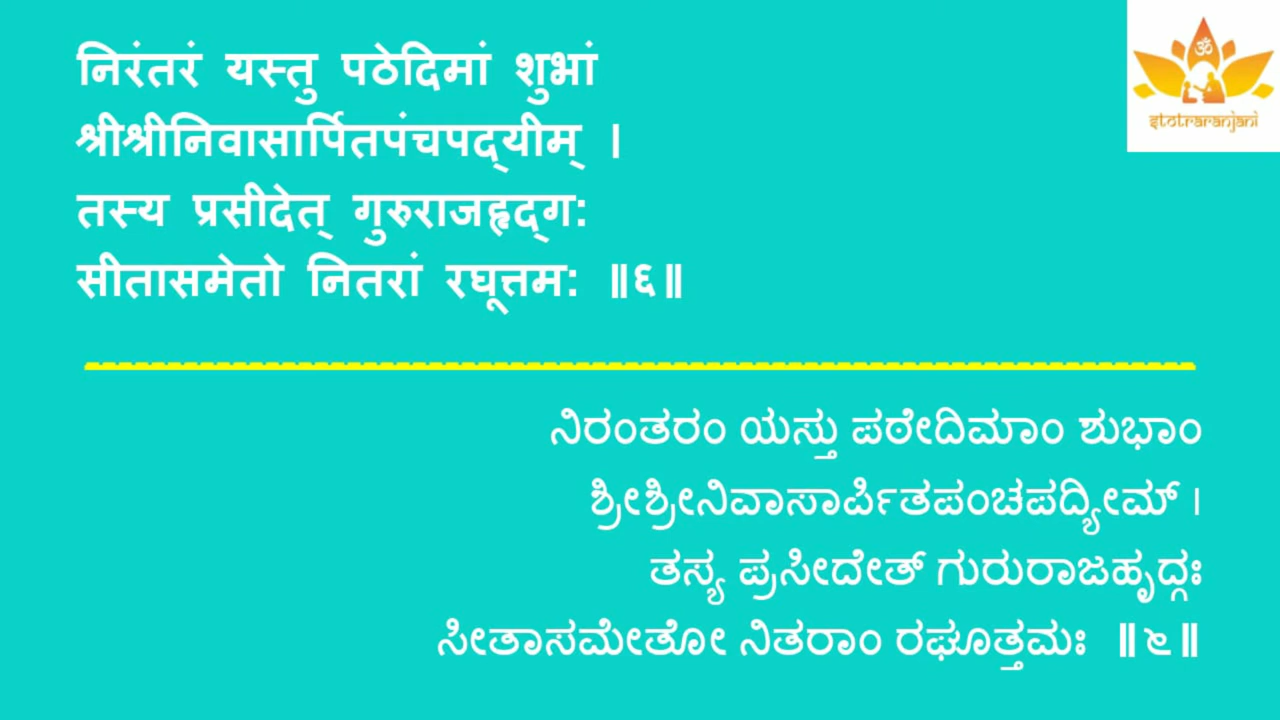 निरंतरं यस्तु पठेदिमां शुभां
श्रीश्रीनिवासार्पितपंचपद्‌यीम् ।
तस्य प्रसीदेत् गुरुराजहृद्‌गः
सीतासमेतो नितरां रघूत्तमः ॥६॥
ನಿರಂತರಂ ಯಸ್ತು ಪಠೇದಿಮಾಂ ಶುಭಾಂ
ಶ್ರೀಶ್ರೀನಿವಾಸಾರ್ಪಿತಪಂಚಪದ್ಯೀಮ್ ।
ತಸ್ಯ ಪ್ರಸೀದೇತ್ ಗುರುರಾಜಹೃದ್ಗಃ
ಸೀತಾಸಮೇತೋ ನಿತರಾಂ ರಘೂತ್ತಮಃ ॥೬॥
ॐ
stotraranjani